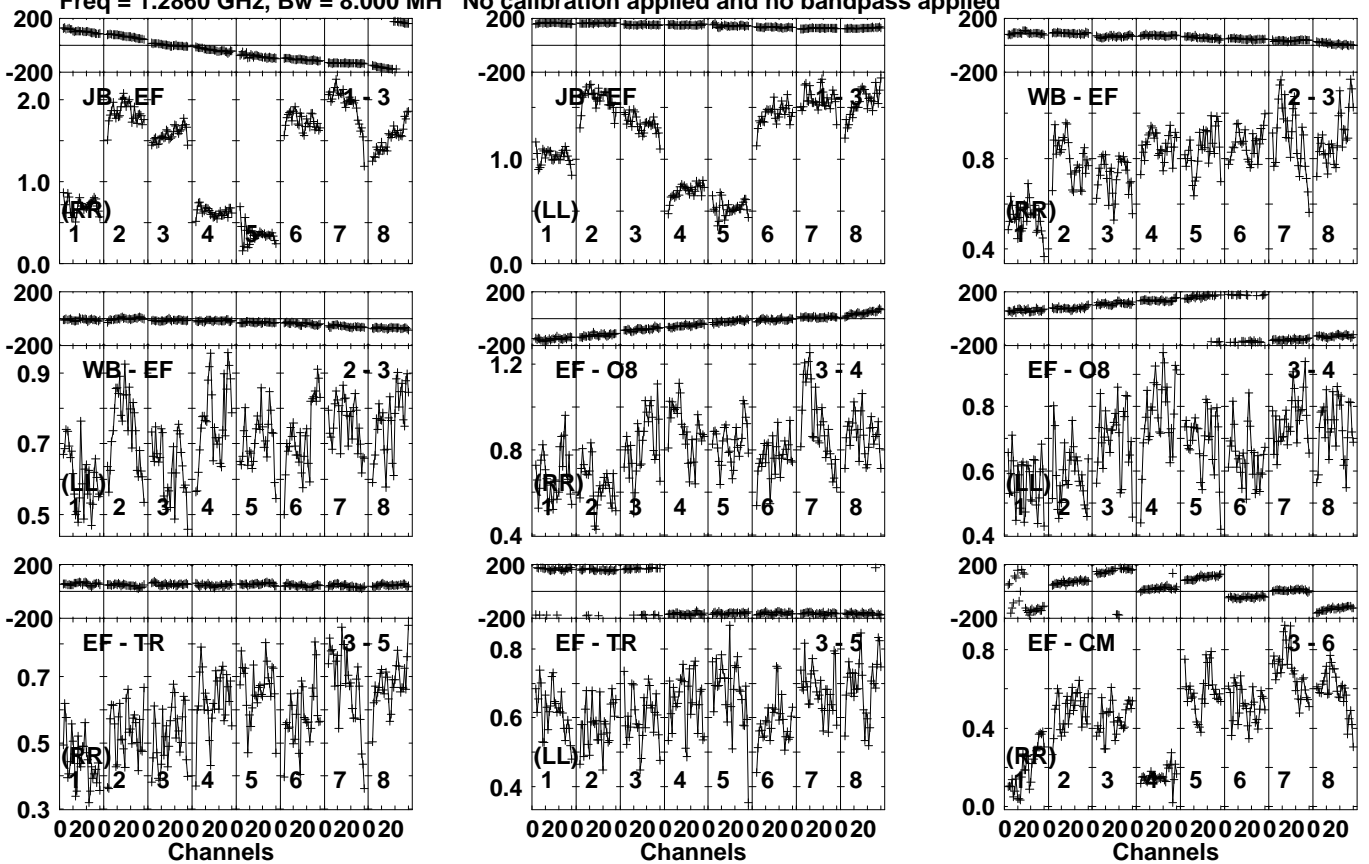 Freq = 1.2860 GHz, Bw = 8.000 MH No calibration applied and no bandpass applied
200
-200
2.0
1.0
0.0
JB - EF 1 - 3
(RR)
1 2 3 4 5 6 7 8
200
-200
1.0
0.0
JB - EF 1 - 3
(LL)
1 2 3 4 5 6 7 8
200
-200
0.8
0.4
WB - EF 2 - 3
(RR)
1 2 3 4 5 6 7 8
200
-200
0.9
0.7
0.5
WB - EF 2 - 3
(LL)
1 2 3 4 5 6 7 8
200
-200
1.2
0.8
0.4
EF - O8 3 - 4
(RR)
1 2 3 4 5 6 7 8
200
-200
0.8
0.6
0.4
EF - O8 3 - 4
(LL)
1 2 3 4 5 6 7 8
200
-200
0.7
0.5
0.3
EF - TR 3 - 5
(RR)
1 2 3 4 5 6 7 8
0 20 0 20 0 20 0 20 0 20 0 20 0 20 0 20
Channels
200
-200
0.8
0.6
0.4
EF - TR 3 - 5
(LL)
1 2 3 4 5 6 7 8
0 20 0 20 0 20 0 20 0 20 0 20 0 20 0 20
Channels
200
-200
0.8
0.4
0.0
EF - CM 3 - 6
(RR)
1 2 3 4 5 6 7 8
0 20 0 20 0 20 0 20 0 20 0 20 0 20 0 20
Channels